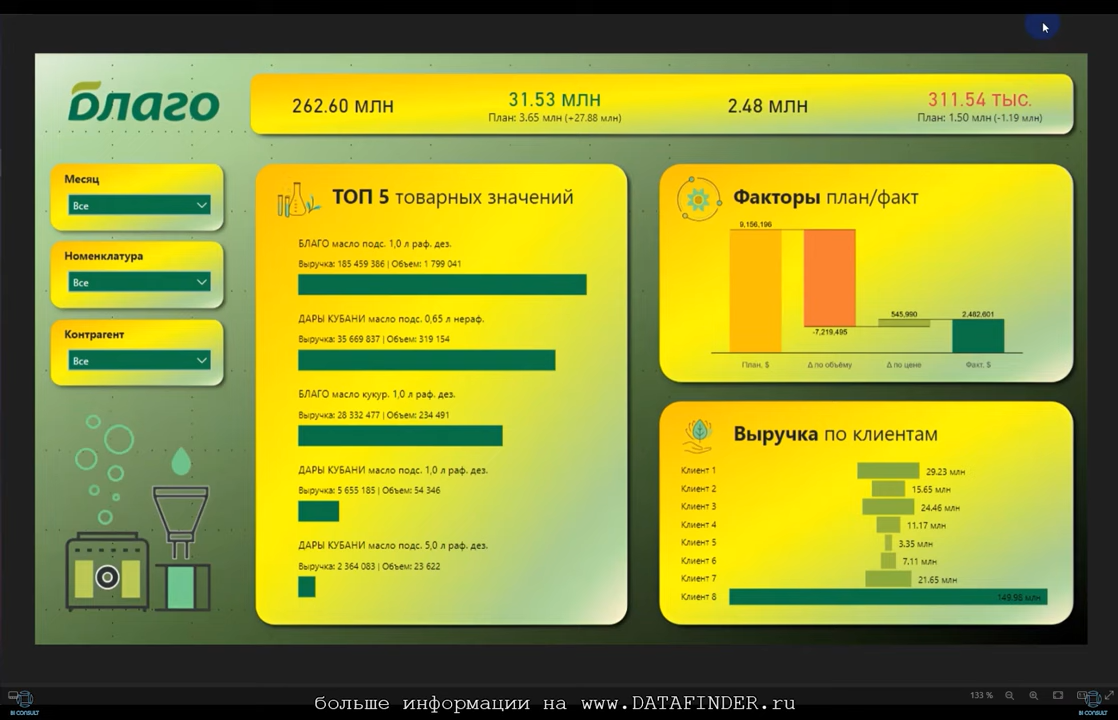 благо
262.60 МЛН
31.53 МЛН
План: 3.65 млн (+27.88 млн)
2.48 МЛН
311.54 ТЫС.
План: 1.50 млн (-1.19 млн)
Месяц
Все
Номенклатура
Все
Контрагент
Все
ТОП 5 товарных значений
БЛАГО масло подс. 1,0 л раф. дез.
Выручка: 185 459 386 | Объем: 1 799 041
ДАРЫ КУБАНИ масло подс. 0,65 л нераф.
Выручка: 35 669 837 | Объем: 319 154
БЛАГО масло кукур. 1,0 л раф. дез.
Выручка: 28 332 477 | Объем: 234 491
ДАРЫ КУБАНИ масло подс. 1,0 л раф. дез.
Выручка: 5 655 185 | Объем: 54 346
ДАРЫ КУБАНИ масло подс. 5,0 л раф. дез.
Выручка: 2 364 083 | Объем: 23 622
Факторы план/факт
9,156,196
-7,219,495
545,990
2,482,601
План, $
Δ по объёму
Δ по цене
Факт, $
Выручка по клиентам
Клиент 1 29.23 млн
Клиент 2 15.65 млн
Клиент 3 24.46 млн
Клиент 4 11.17 млн
Клиент 5 3.35 млн
Клиент 6 7.11 млн
Клиент 7 21.65 млн
Клиент 8 149.98 млн
133 %
BI CONSULT
больше информации на www.DATAFINDER.ru
BI CONSULT